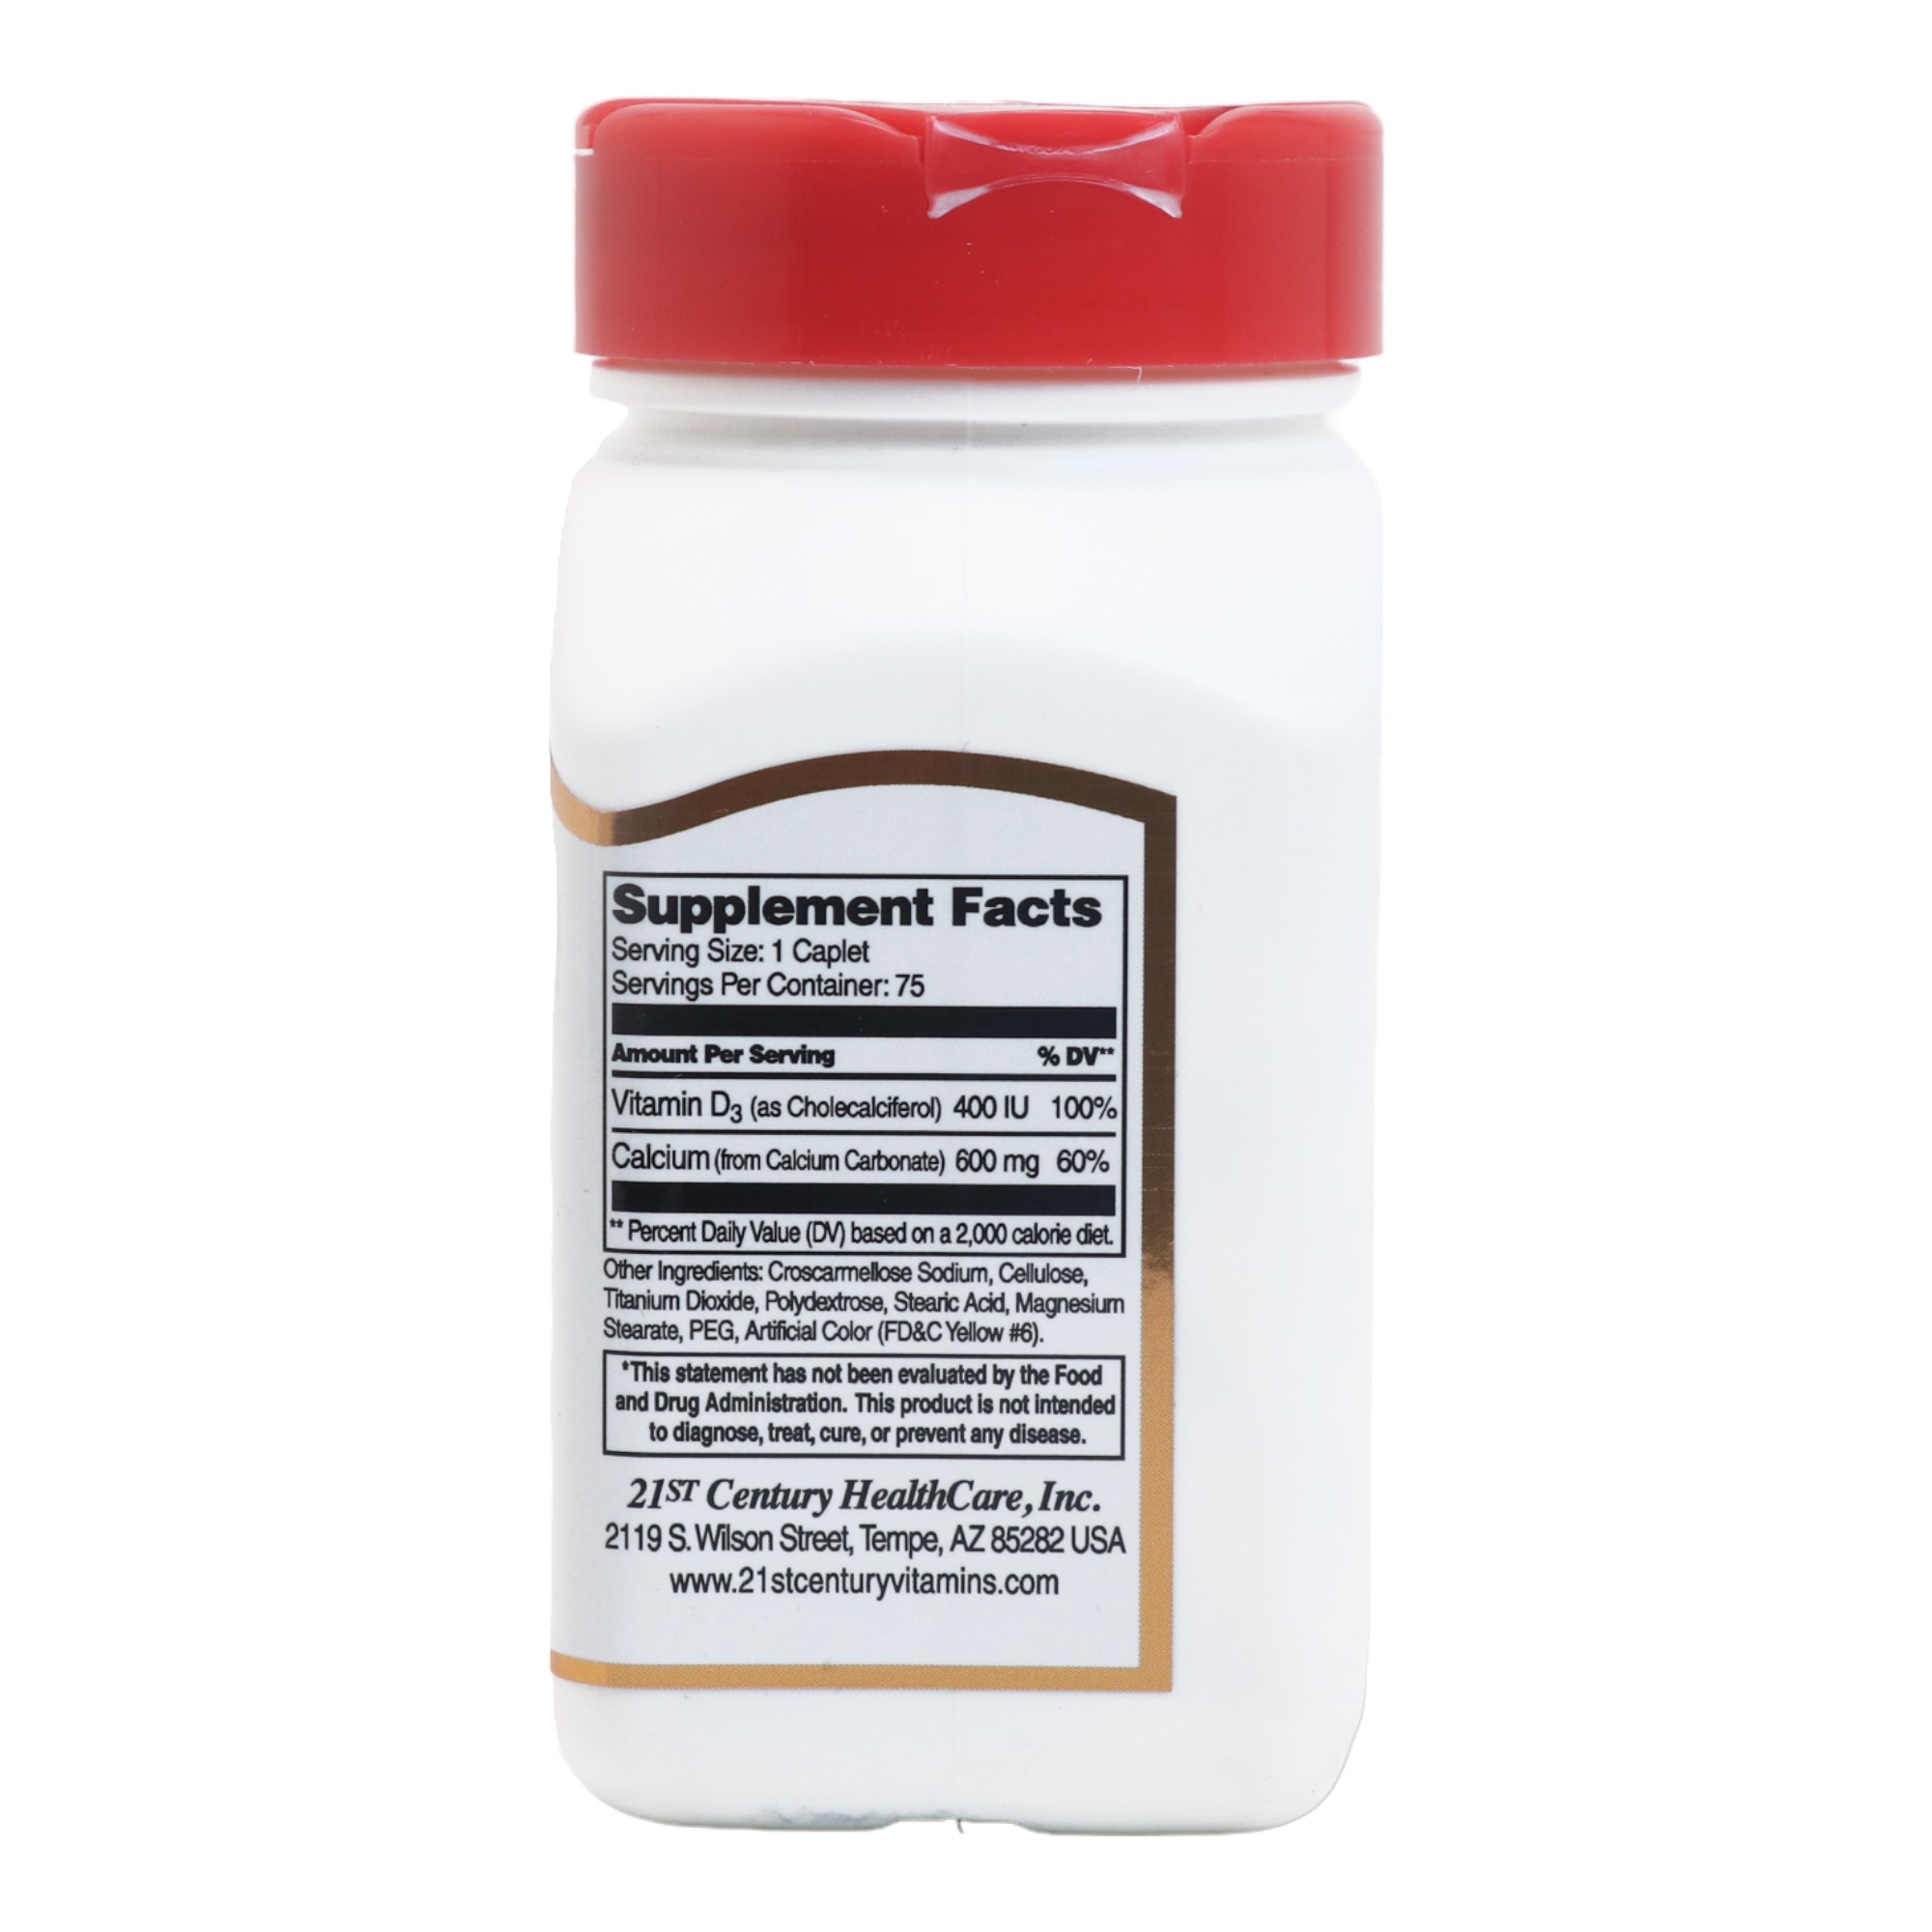 Supplement Facts
Serving Size: 1 Caplet
Servings Per Container: 75
Amount Per Serving % DV**
Vitamin D3 (as Cholecalciferol) 400 IU 100%
Calcium (from Calcium Carbonate) 600 mg 60%
** Percent Daily Value (DV) based on a 2,000 calorie diet.
Other Ingredients: Croscarmellose Sodium, Cellulose,
Titanium Dioxide, Polydextrose, Stearic Acid, Magnesium
Stearate, PEG, Artificial Color (FD&C Yellow #6).
*This statement has not been evaluated by the Food
and Drug Administration. This product is not intended
to diagnose, treat, cure, or prevent any disease.
21ST Century HealthCare, Inc.
2119 S. Wilson Street, Tempe, AZ 85282 USA
www.21stcenturyvitamins.com